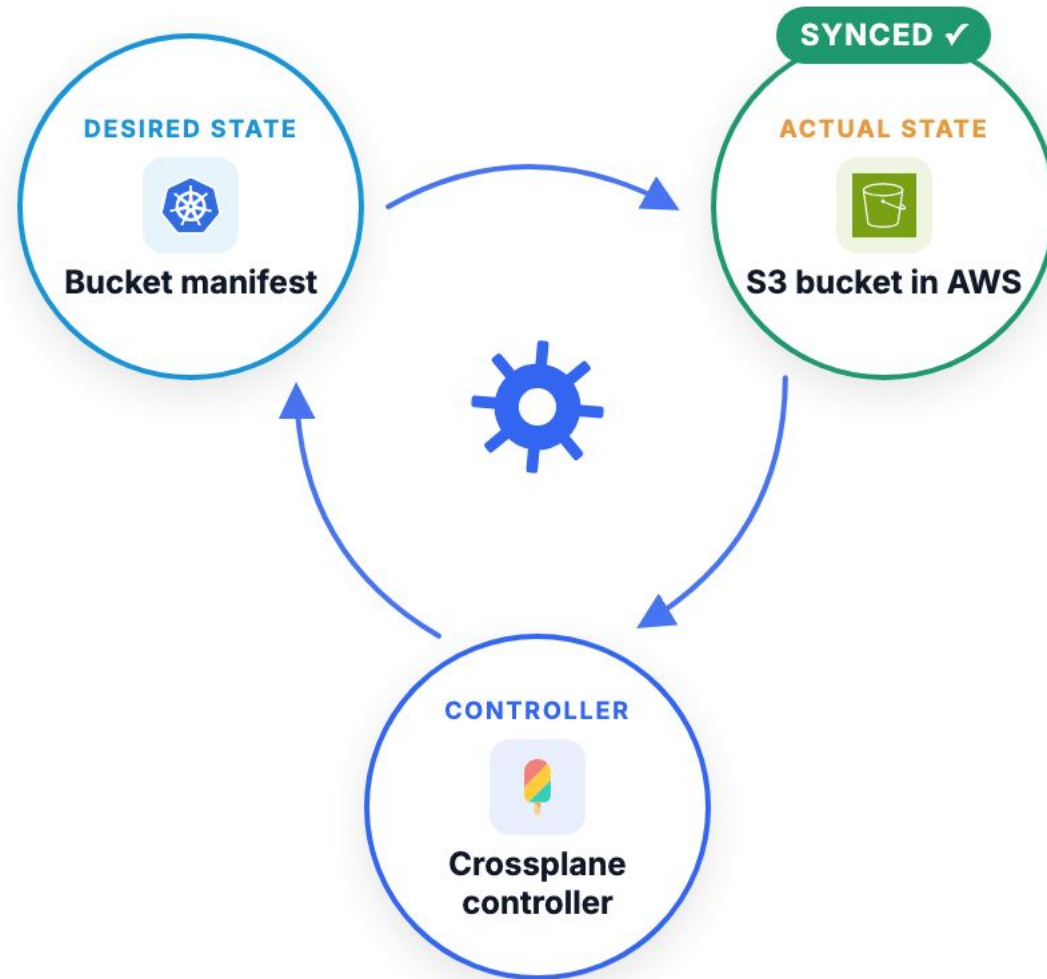 SYNCED ✓
DESIRED STATE
Bucket manifest
ACTUAL STATE
S3 bucket in AWS
CONTROLLER
Crossplane
controller